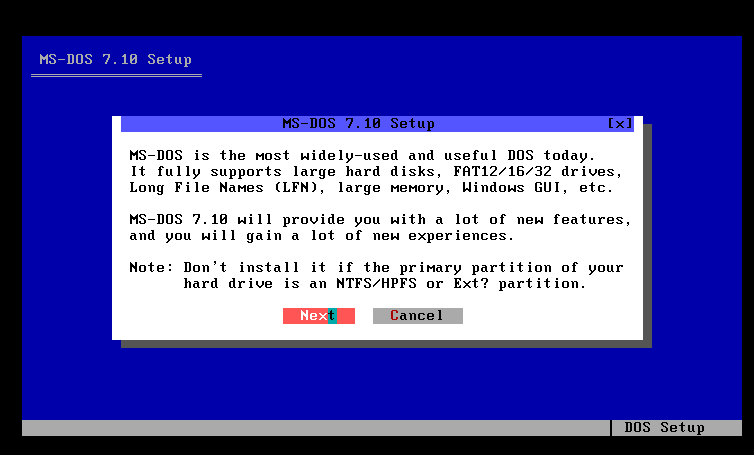 MS-DOS 7.10 Setup
MS-DOS 7.10 Setup [x]
MS-DOS is the most widely-used and useful DOS today.
It fully supports large hard disks, FAT12/16/32 drives,
Long File Names (LFN), large memory, Windows GUI, etc.
MS-DOS 7.10 will provide you with a lot of new features,
and you will gain a lot of new experiences.
Note: Don't install it if the primary partition of your
hard drive is an NTFS/HPFS or Ext? partition.
Next Cancel
DOS Setup